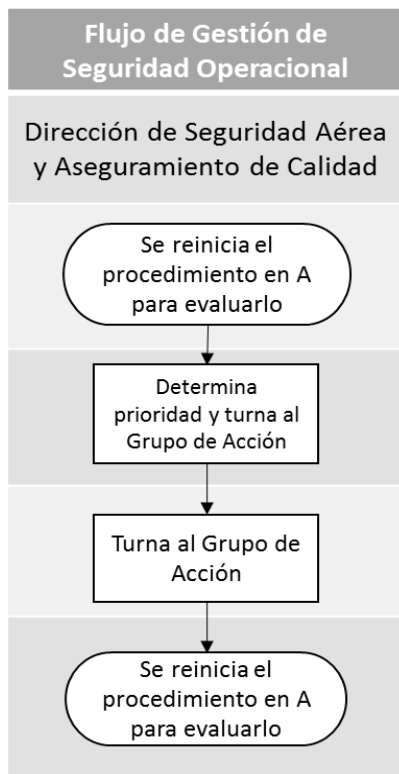 Flujo de Gestión de
Seguridad Operacional
Dirección de Seguridad Aérea
y Aseguramiento de Calidad
Se reinicia el
procedimiento en A
para evaluarlo
Determina
prioridad y turna al
Grupo de Acción
Turna al Grupo de
Acción
Se reinicia el
procedimiento en A
para evaluarlo